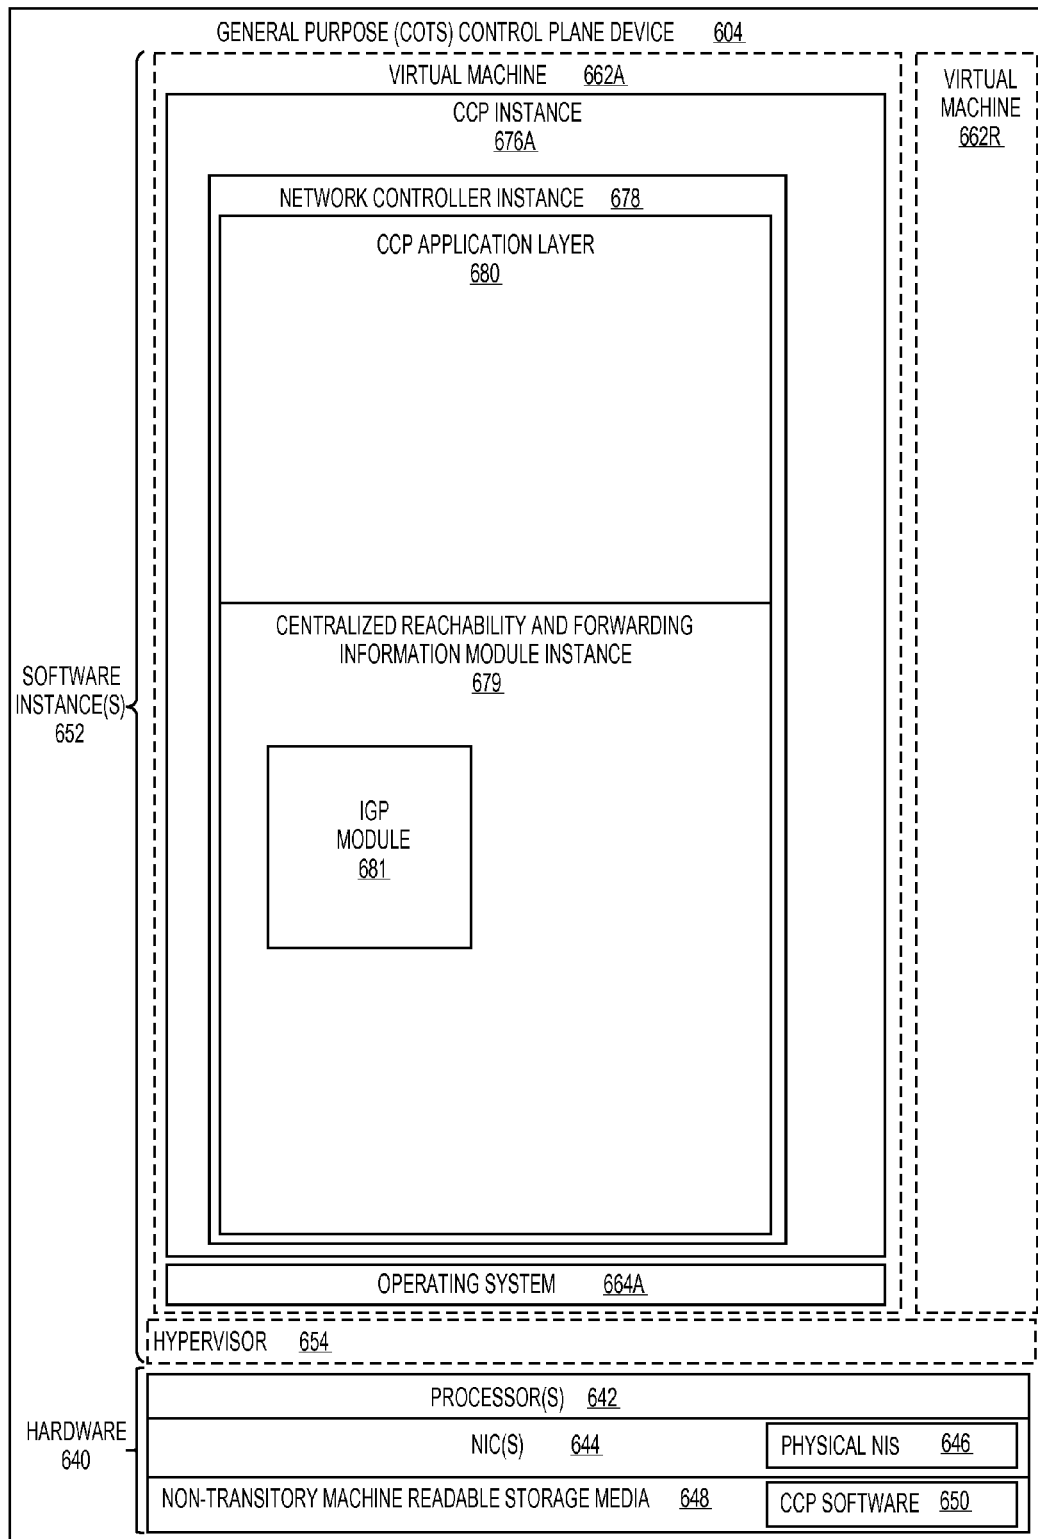 GENERAL PURPOSE (COTS) CONTROL PLANE DEVICE 604
VIRTUAL MACHINE 662A
CCP INSTANCE
676A
NETWORK CONTROLLER INSTANCE 678
CCP APPLICATION LAYER
680
CENTRALIZED REACHABILITY AND FORWARDING
INFORMATION MODULE INSTANCE
679
IGP
MODULE
681
OPERATING SYSTEM 664A
VIRTUAL
MACHINE
662R
HYPERVISOR 654
SOFTWARE
INSTANCE(S)
652
HARDWARE
640
PROCESSOR(S) 642
NIC(S) 644
PHYSICAL NIS 646
NON-TRANSITORY MACHINE READABLE STORAGE MEDIA 648
CCP SOFTWARE 650